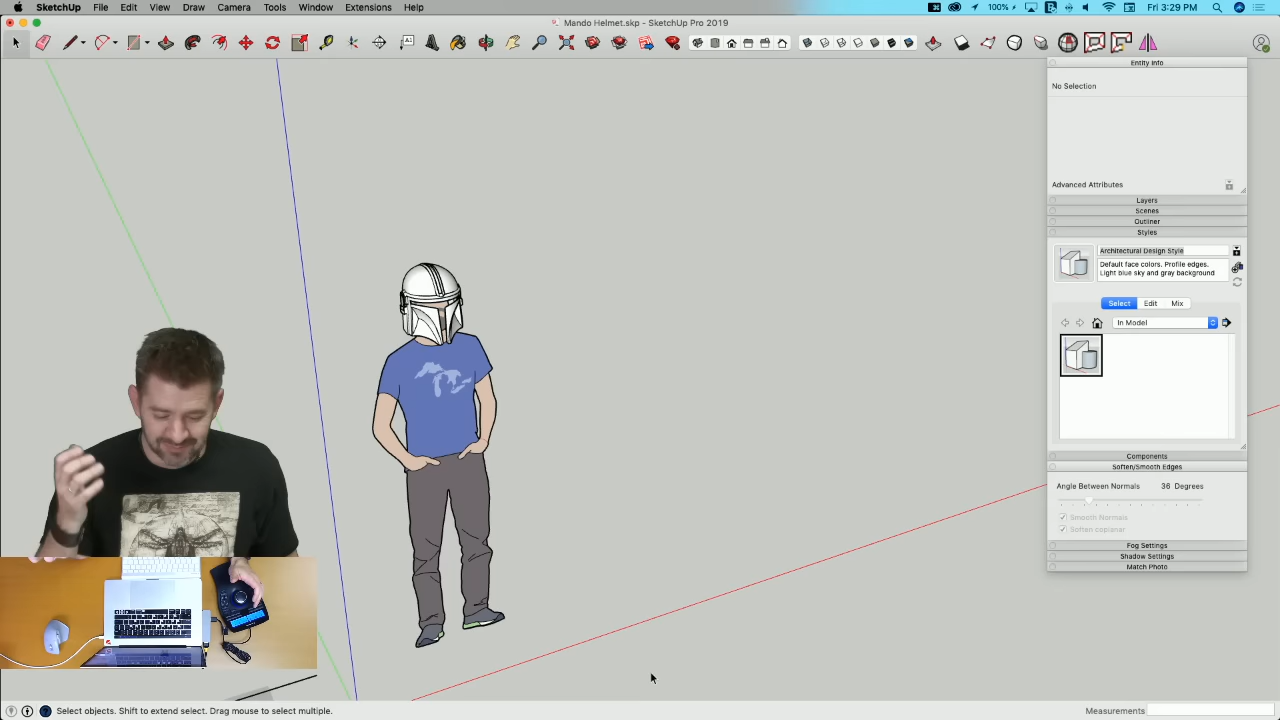 SketchUp File Edit View Draw Camera Tools Window Extensions Help
100% Fri 3:29 PM
Mando Helmet.skp - SketchUp Pro 2019
Entity Info
No Selection
Advanced Attributes
Layers
Scenes
Outliner
Styles
Architectural Design Style
Default face colors. Profile edges.
Light blue sky and gray background
Select Edit Mix
In Model
Components
Soften/Smooth Edges
Angle Between Normals 36 Degrees
Smooth Normals
Soften coplanar
Fog Settings
Shadow Settings
Match Photo
Select objects. Shift to extend select. Drag mouse to select multiple.
Measurements